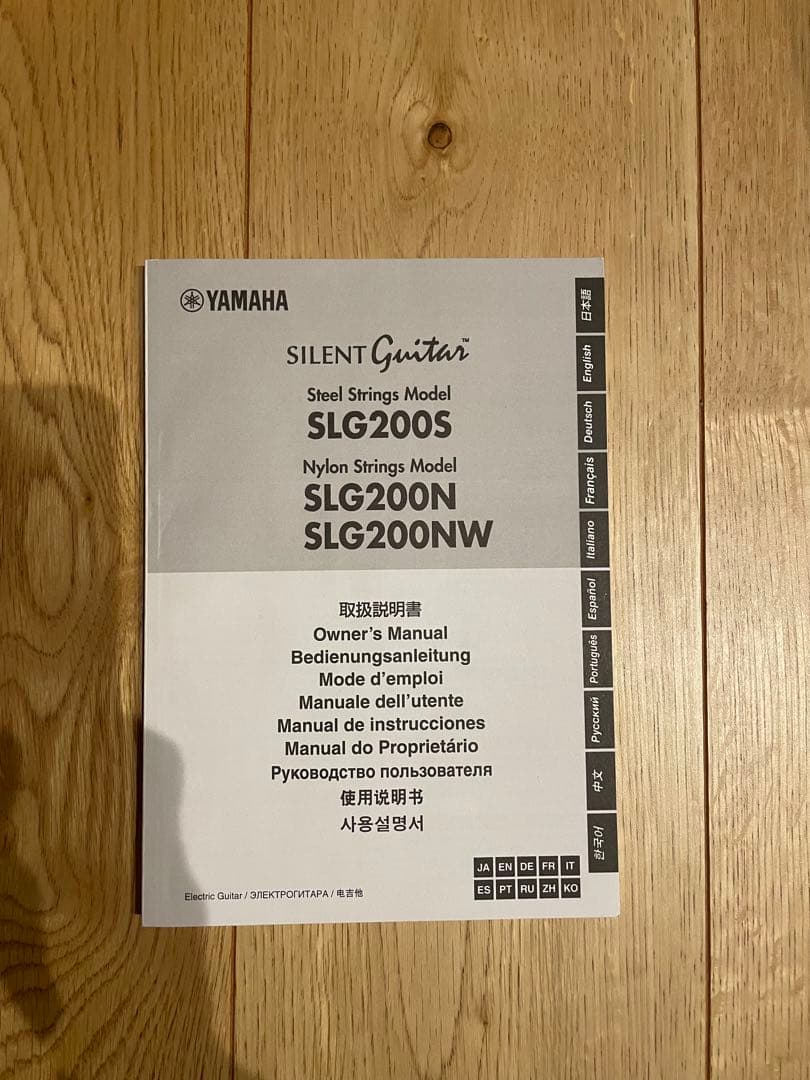 YAMAHA
SILENT Guitar™
Steel Strings Model
SLG200S
Nylon Strings Model
SLG200N
SLG200NW
取扱説明書
Owner's Manual
Bedienungsanleitung
Mode d'emploi
Manuale dell'utente
Manual de instrucciones
Manual do Proprietário
Руководство пользователя
使用说明书
사용설명서
Electric Guitar / ЭЛЕКТРОГИТАРА / 电吉他
JA EN DE FR IT
ES PT RU ZH KO
日本語
English
Deutsch
Français
Italiano
Español
Português
Русский
中文
한국어